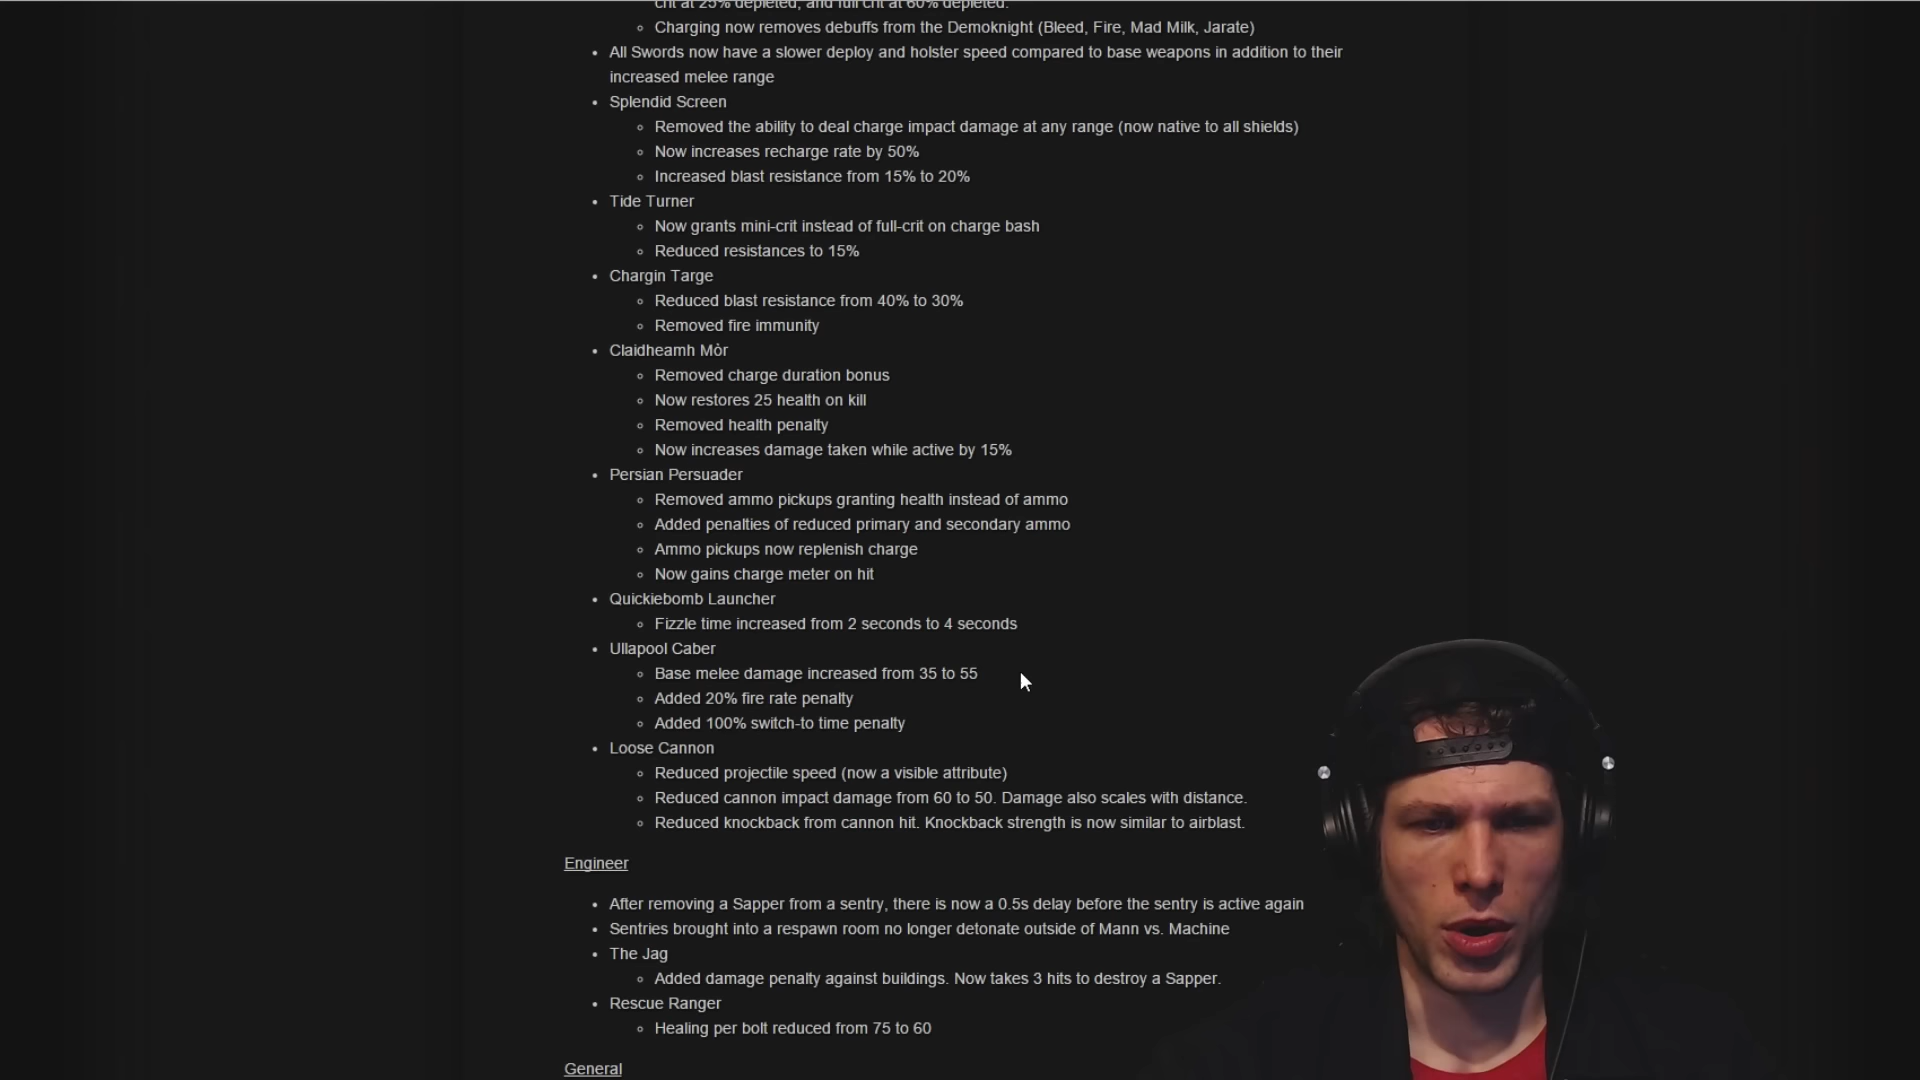 crit at 25% depleted, and full crit at 60% depleted.
Charging now removes debuffs from the Demoknight (Bleed, Fire, Mad Milk, Jarate)
All Swords now have a slower deploy and holster speed compared to base weapons in addition to their
increased melee range
Splendid Screen
Removed the ability to deal charge impact damage at any range (now native to all shields)
Now increases recharge rate by 50%
Increased blast resistance from 15% to 20%
Tide Turner
Now grants mini-crit instead of full-crit on charge bash
Reduced resistances to 15%
Chargin Targe
Reduced blast resistance from 40% to 30%
Removed fire immunity
Claidheamh Mòr
Removed charge duration bonus
Now restores 25 health on kill
Removed health penalty
Now increases damage taken while active by 15%
Persian Persuader
Removed ammo pickups granting health instead of ammo
Added penalties of reduced primary and secondary ammo
Ammo pickups now replenish charge
Now gains charge meter on hit
Quickiebomb Launcher
Fizzle time increased from 2 seconds to 4 seconds
Ullapool Caber
Base melee damage increased from 35 to 55
Added 20% fire rate penalty
Added 100% switch-to time penalty
Loose Cannon
Reduced projectile speed (now a visible attribute)
Reduced cannon impact damage from 60 to 50. Damage also scales with distance.
Reduced knockback from cannon hit. Knockback strength is now similar to airblast.
Engineer
After removing a Sapper from a sentry, there is now a 0.5s delay before the sentry is active again
Sentries brought into a respawn room no longer detonate outside of Mann vs. Machine
The Jag
Added damage penalty against buildings. Now takes 3 hits to destroy a Sapper.
Rescue Ranger
Healing per bolt reduced from 75 to 60
General